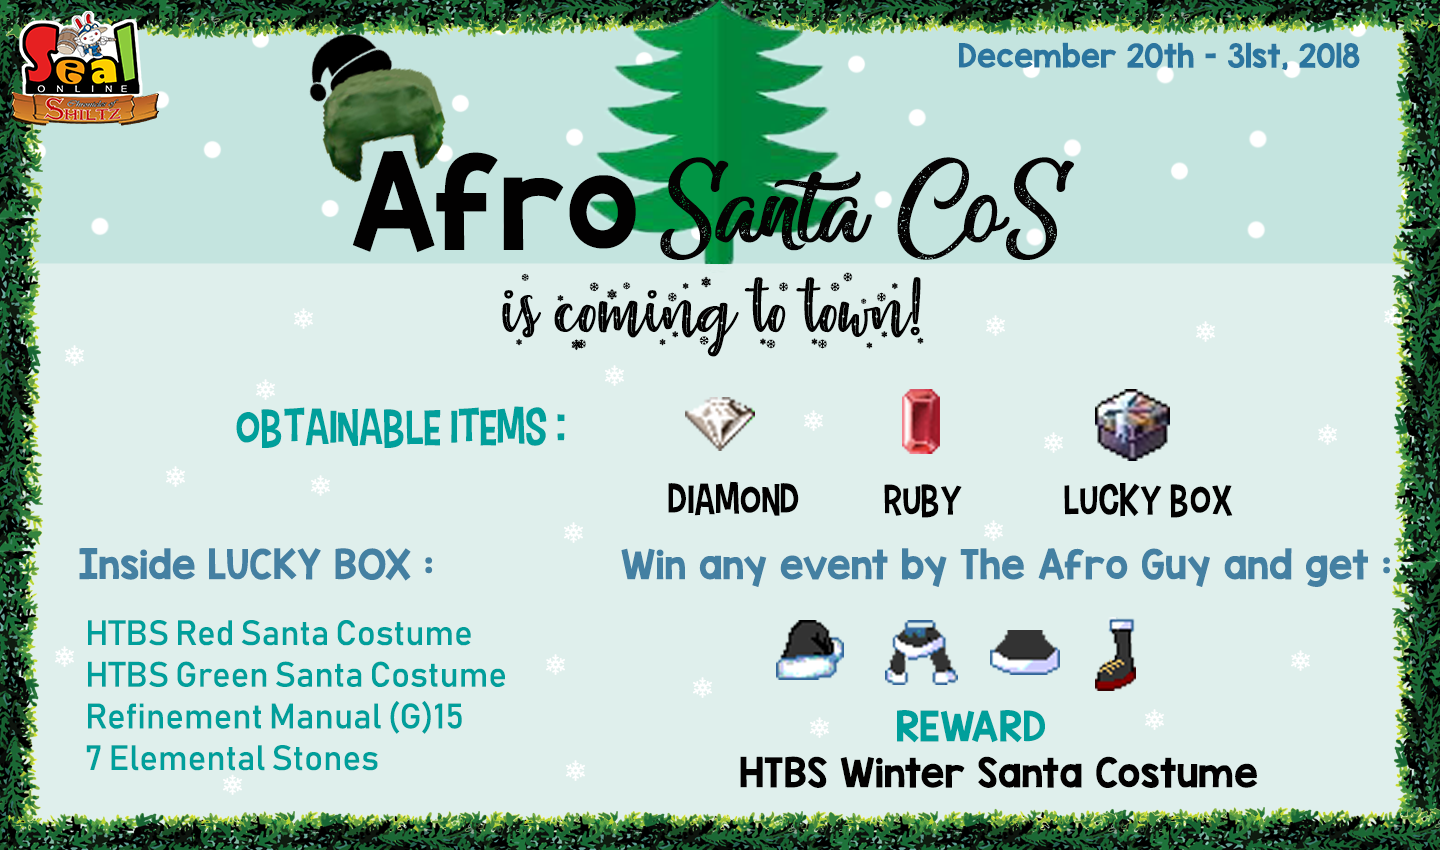 Seal
ONLINE
Chronicles of
SHILTZ
December 20th - 31st, 2018
Afro Santa CoS
is coming to town!
OBTAINABLE ITEMS :
DIAMOND
RUBY
LUCKY BOX
Inside LUCKY BOX :
HTBS Red Santa Costume
HTBS Green Santa Costume
Refinement Manual (G)15
7 Elemental Stones
Win any event by The Afro Guy and get :
REWARD
HTBS Winter Santa Costume